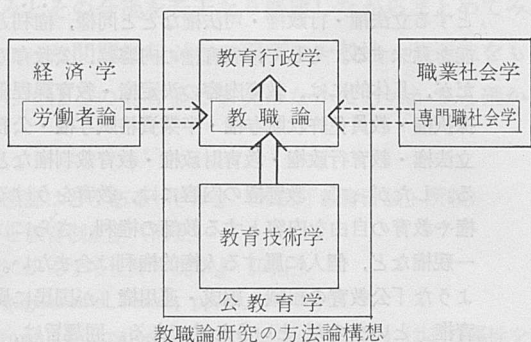 経済学
教育行政学
職業社会学
労働者論
教職論
専門職社会学
教育技術学
公教育学
教職論研究の方法論構想